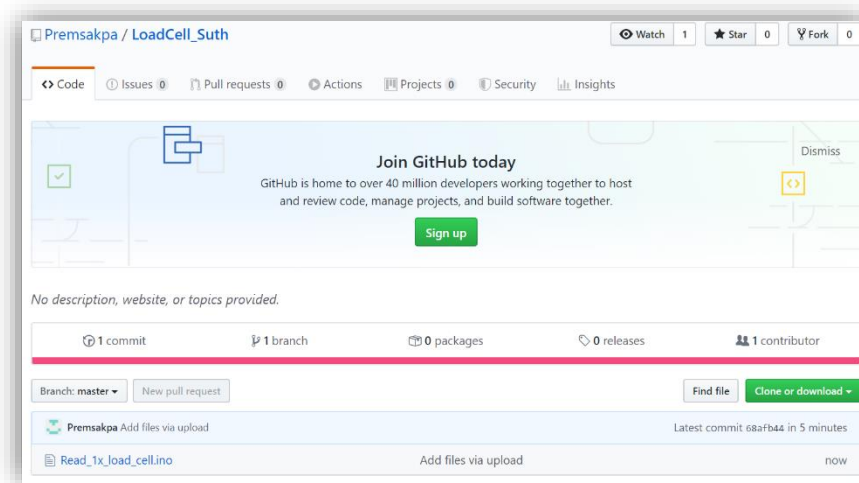 Premsakpa / LoadCell_Suth
Watch 1 Star 0 Fork 0
Code Issues 0 Pull requests 0 Actions Projects 0 Security Insights
Dismiss
Join GitHub today
GitHub is home to over 40 million developers working together to host
and review code, manage projects, and build software together.
Sign up
No description, website, or topics provided.
1 commit 1 branch 0 packages 0 releases 1 contributor
Branch: master New pull request Find file Clone or download
Premsakpa Add files via upload Latest commit 68afb44 in 5 minutes
Read_1x_load_cell.ino Add files via upload now